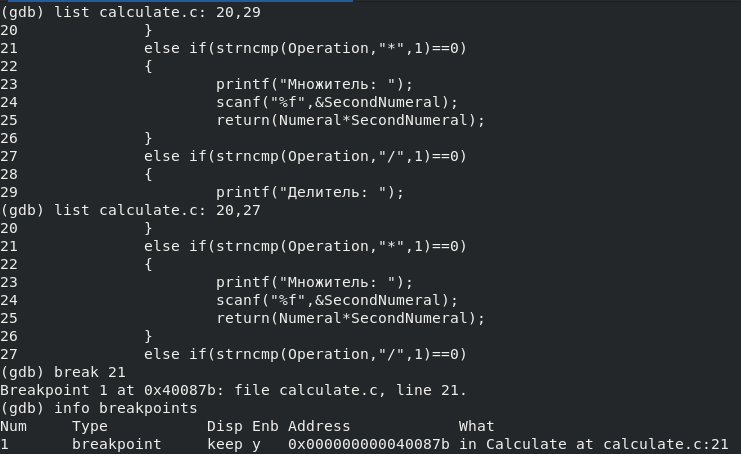 (gdb) list calculate.c: 20,29
20              }
21              else if(strncmp(Operation,"*",1)==0)
22              {
23                      printf("Множитель: ");
24                      scanf("%f",&SecondNumeral);
25                      return(Numeral*SecondNumeral);
26              }
27              else if(strncmp(Operation,"/",1)==0)
28              {
29                      printf("Делитель: ");
(gdb) list calculate.c: 20,27
20              }
21              else if(strncmp(Operation,"*",1)==0)
22              {
23                      printf("Множитель: ");
24                      scanf("%f",&SecondNumeral);
25                      return(Numeral*SecondNumeral);
26              }
27              else if(strncmp(Operation,"/",1)==0)
(gdb) break 21
Breakpoint 1 at 0x40087b: file calculate.c, line 21.
(gdb) info breakpoints
Num     Type           Disp Enb Address            What
1       breakpoint     keep y   0x000000000040087b in Calculate at calculate.c:21